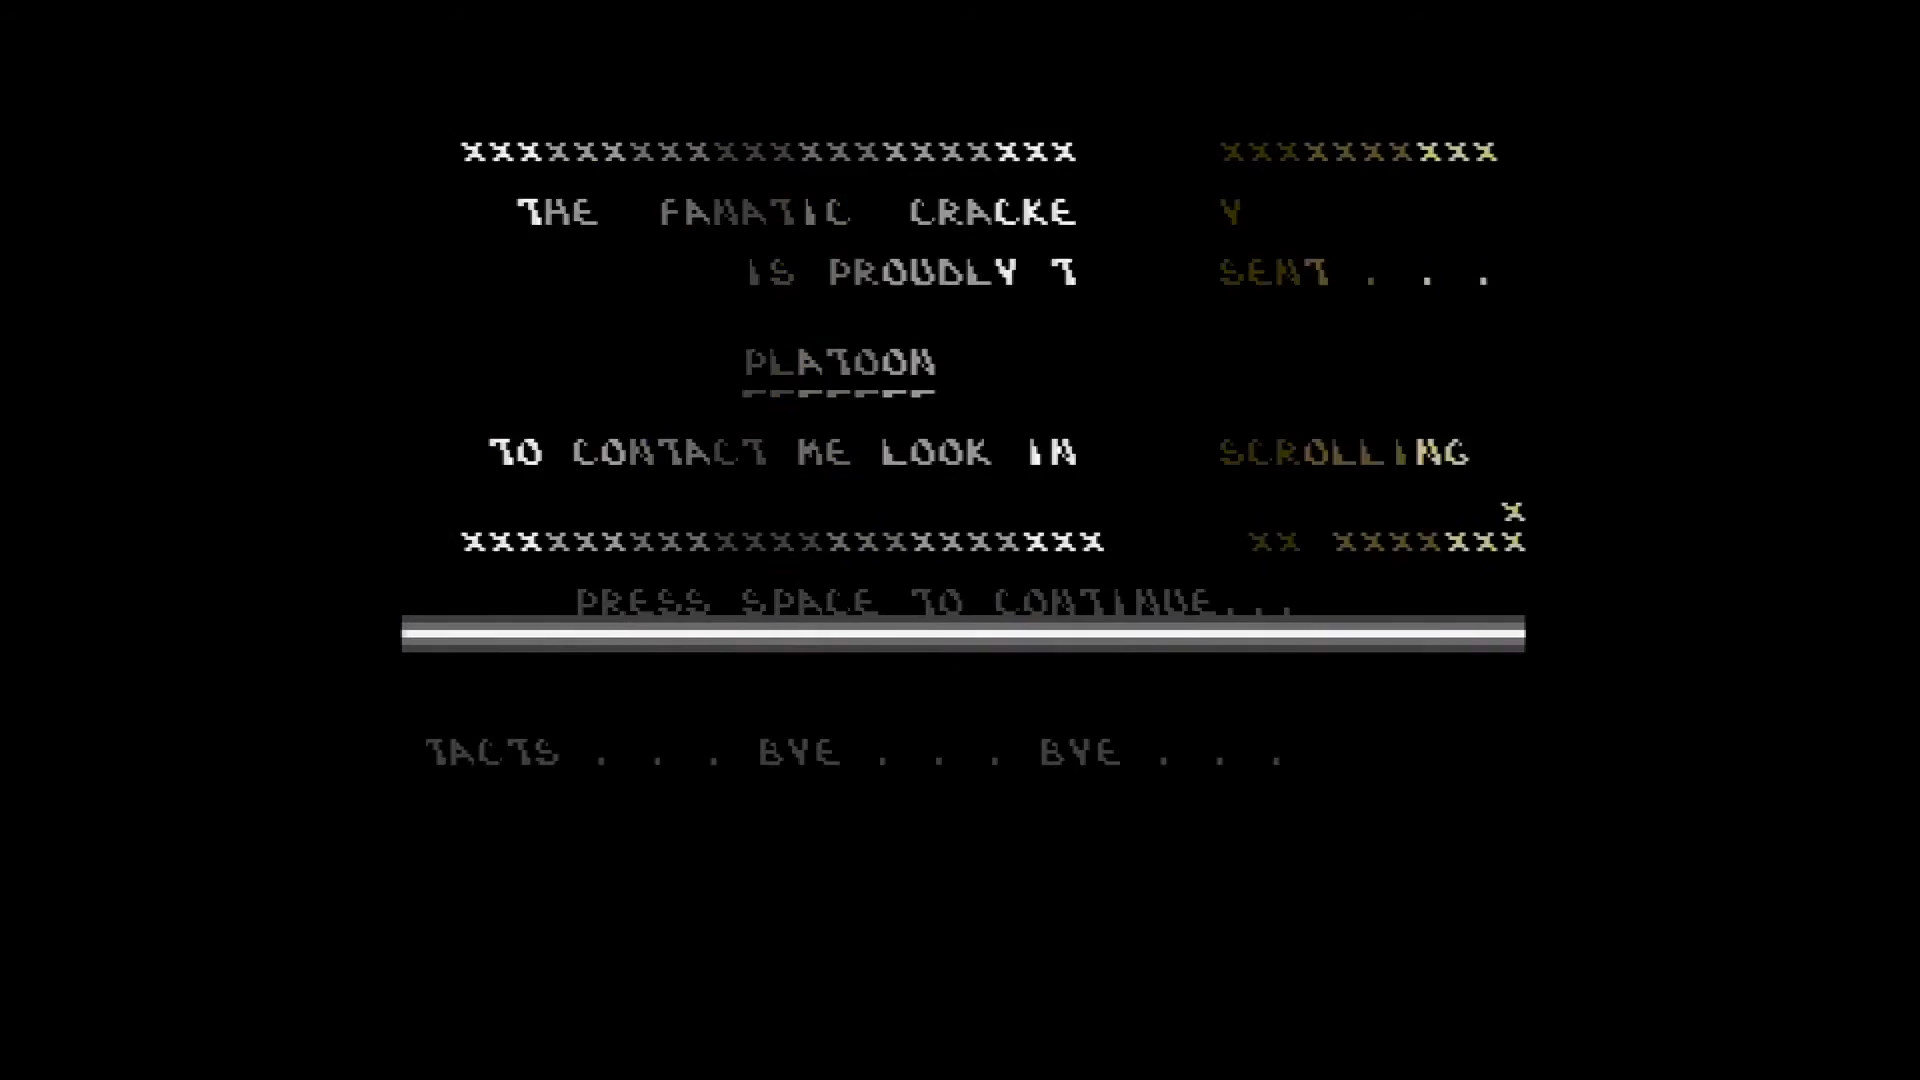 xxxxxxxxxxxxxxxxxxxxxx xxxxxxxxxx
THE FANATIC CRACKE Y
IS PROUDLY T SENT . . .
PLATOON
-------
TO CONTACT ME LOOK IN SCROLLING
x
xxxxxxxxxxxxxxxxxxxxxxx xx xxxxxxx
PRESS SPACE TO CONTINUE...
TACTS . . . BYE . . . BYE . . .